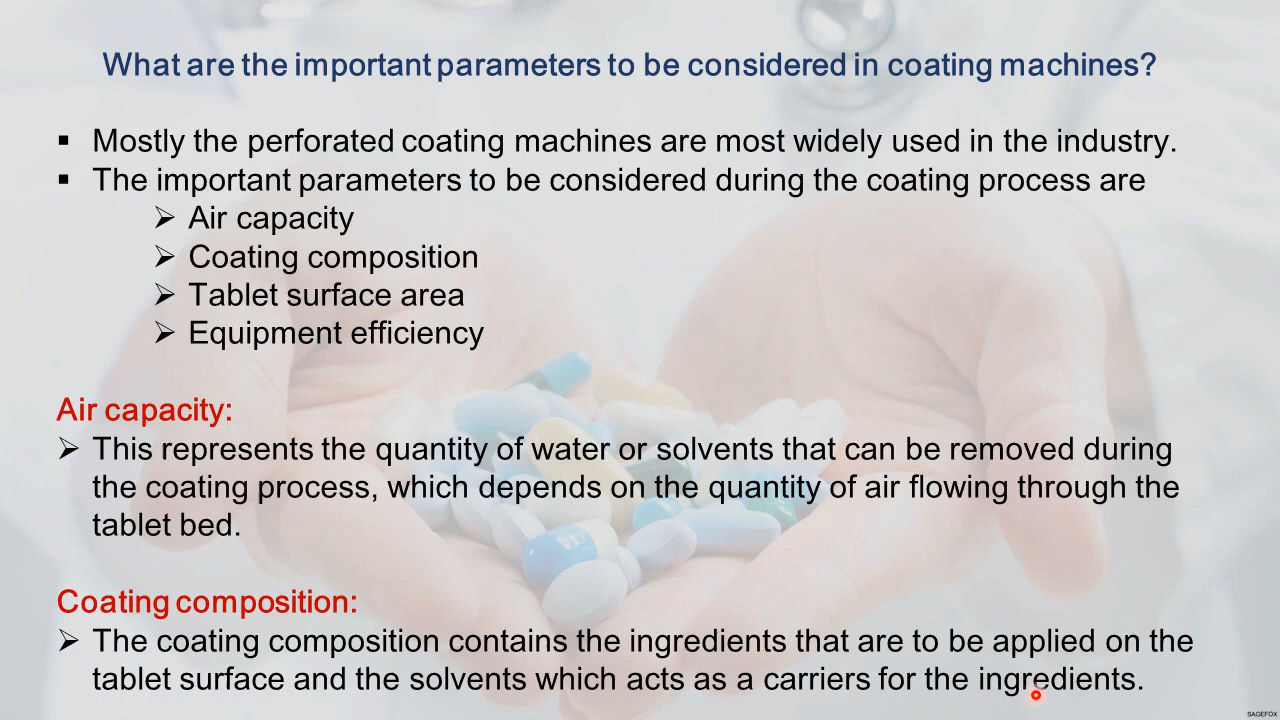 What are the important parameters to be considered in coating machines?
▪ Mostly the perforated coating machines are most widely used in the industry.
▪ The important parameters to be considered during the coating process are
➢ Air capacity
➢ Coating composition
➢ Tablet surface area
➢ Equipment efficiency
Air capacity:
➢ This represents the quantity of water or solvents that can be removed during
the coating process, which depends on the quantity of air flowing through the
tablet bed.
Coating composition:
➢ The coating composition contains the ingredients that are to be applied on the
tablet surface and the solvents which acts as a carriers for the ingredients.
SAGEFOX